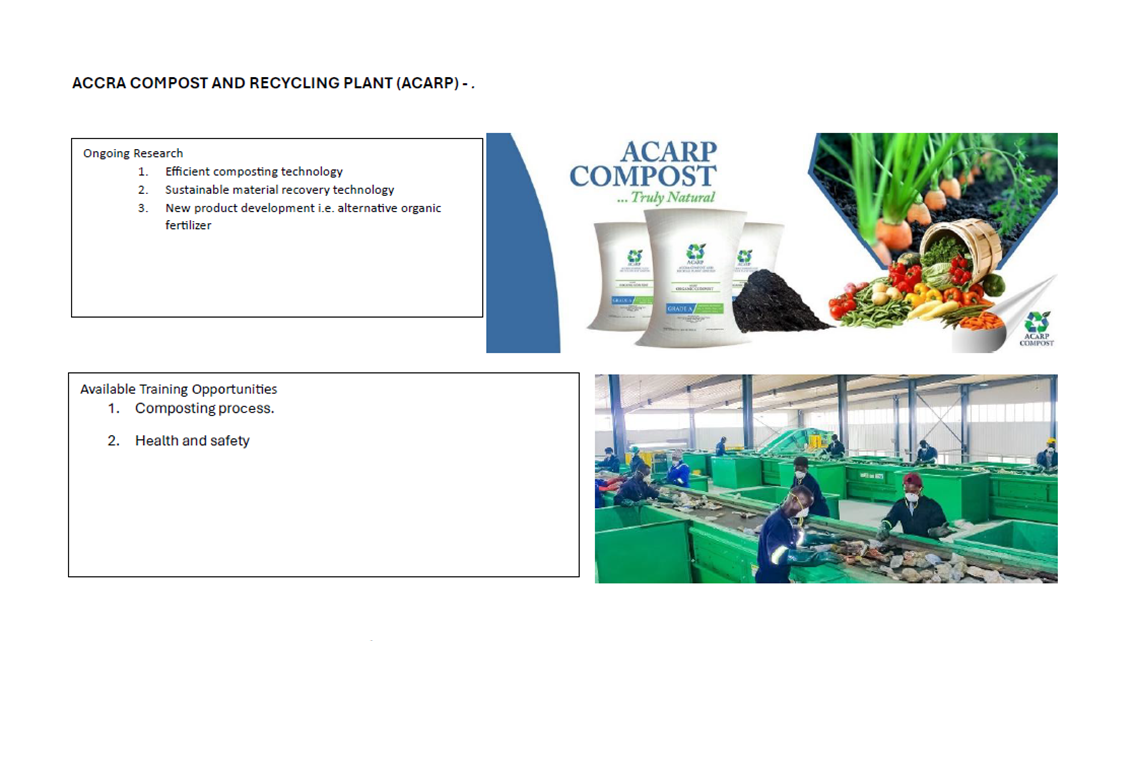 ACCRA COMPOST AND RECYCLING PLANT (ACARP) - .
Ongoing Research
1. Efficient composting technology
2. Sustainable material recovery technology
3. New product development i.e. alternative organic
fertilizer
ACARP
COMPOST
... Truly Natural
ACARP
ORGANIC COMPOST
GRADE A
ACARP
GRADE A
ACARP
ACARP
COMPOST
Available Training Opportunities
1. Composting process.
2. Health and safety